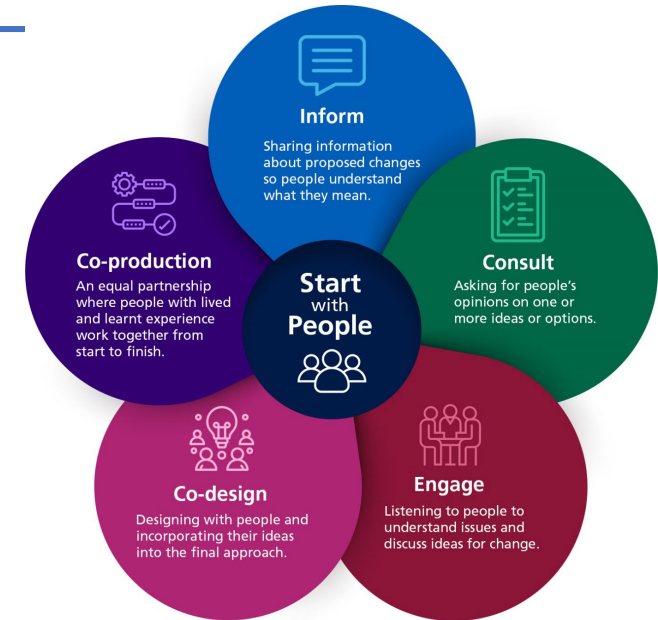 Inform
Sharing information
about proposed changes
so people understand
what they mean.
Consult
Asking for people's
opinions on one or
more ideas or options.
Engage
Listening to people to
understand issues and
discuss ideas for change.
Co-design
Designing with people and
incorporating their ideas
into the final approach.
Co-production
An equal partnership
where people with lived
and learnt experience
work together from
start to finish.
Start
with
People